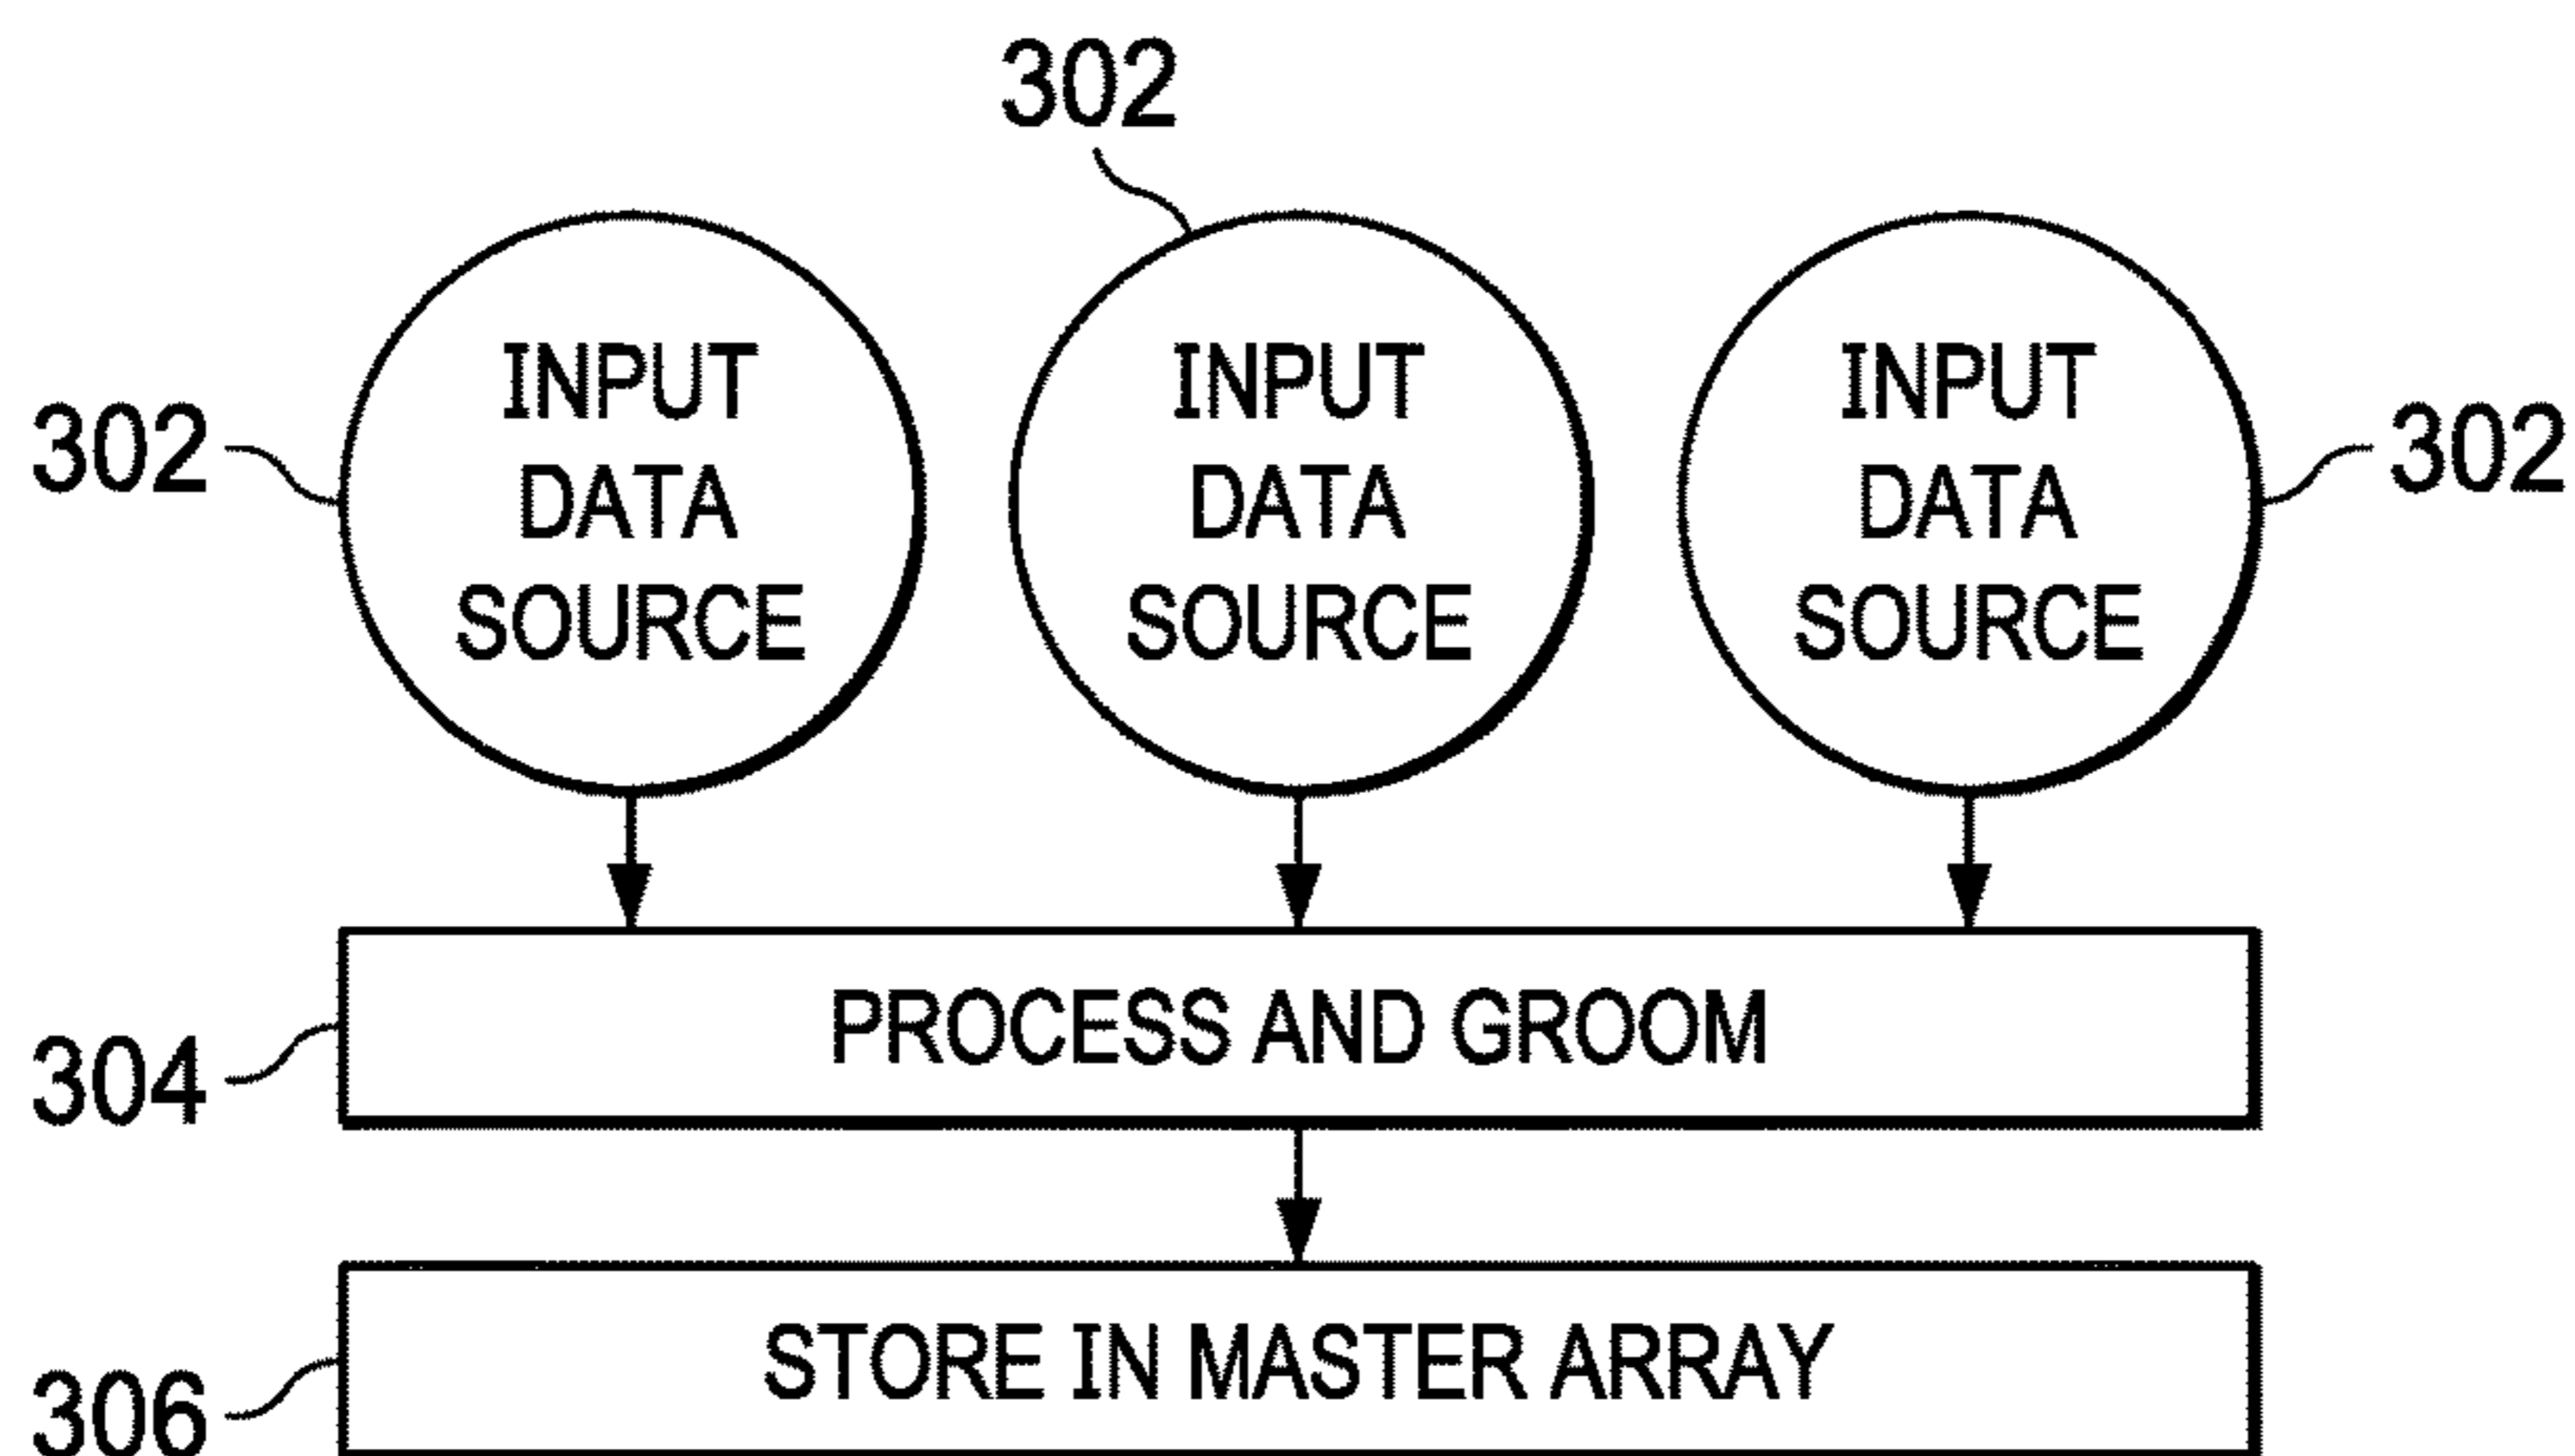 302
302
INPUT
DATA
SOURCE
INPUT
DATA
SOURCE
INPUT
DATA
SOURCE
302
304
PROCESS AND GROOM
306
STORE IN MASTER ARRAY